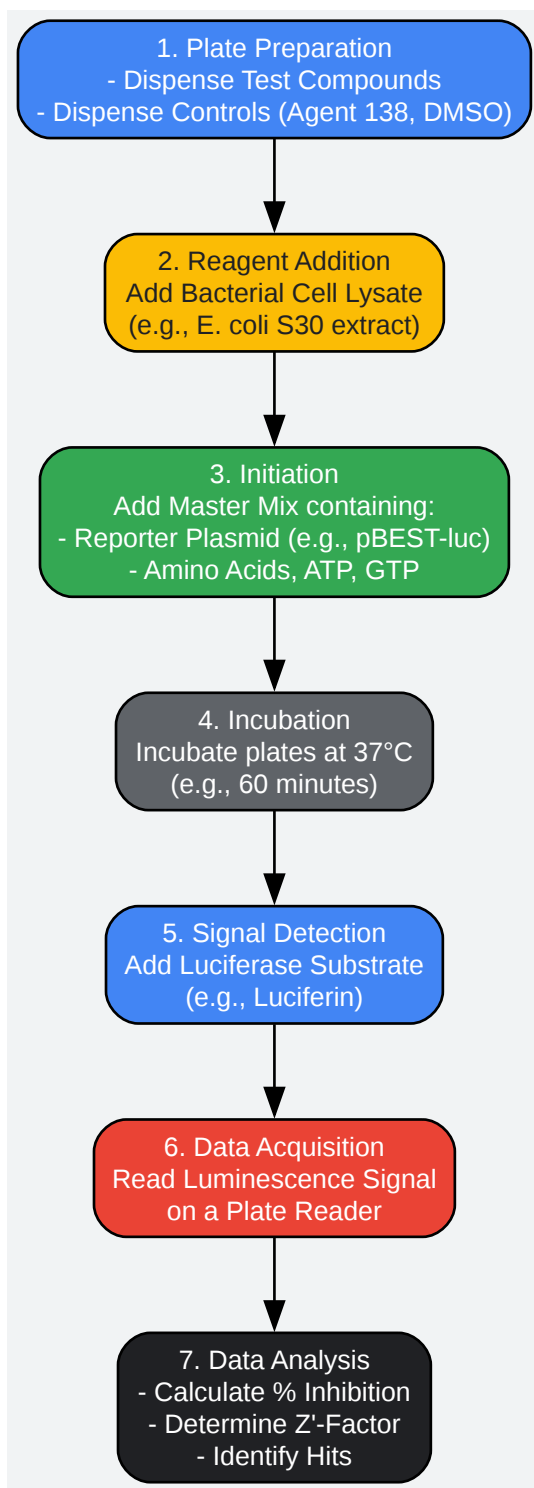 1. Plate Preparation
- Dispense Test Compounds
- Dispense Controls (Agent 138, DMSO)
2. Reagent Addition
Add Bacterial Cell Lysate
(e.g., E. coli S30 extract)
3. Initiation
Add Master Mix containing:
- Reporter Plasmid (e.g., pBEST-luc)
- Amino Acids, ATP, GTP
4. Incubation
Incubate plates at 37°C
(e.g., 60 minutes)
5. Signal Detection
Add Luciferase Substrate
(e.g., Luciferin)
6. Data Acquisition
Read Luminescence Signal
on a Plate Reader
7. Data Analysis
- Calculate % Inhibition
- Determine Z'-Factor
- Identify Hits